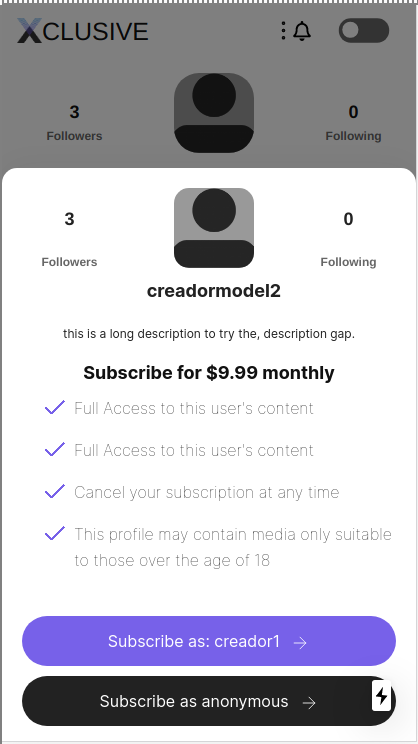 XCLUSIVE
3
0
Followers
Following
3
0
Followers
Following
creadormodel2
this is a long description to try the, description gap.
Subscribe for $9.99 monthly
Full Access to this user's content
Full Access to this user's content
Cancel your subscription at any time
This profile may contain media only suitable
to those over the age of 18
Subscribe as: creador1
Subscribe as anonymous